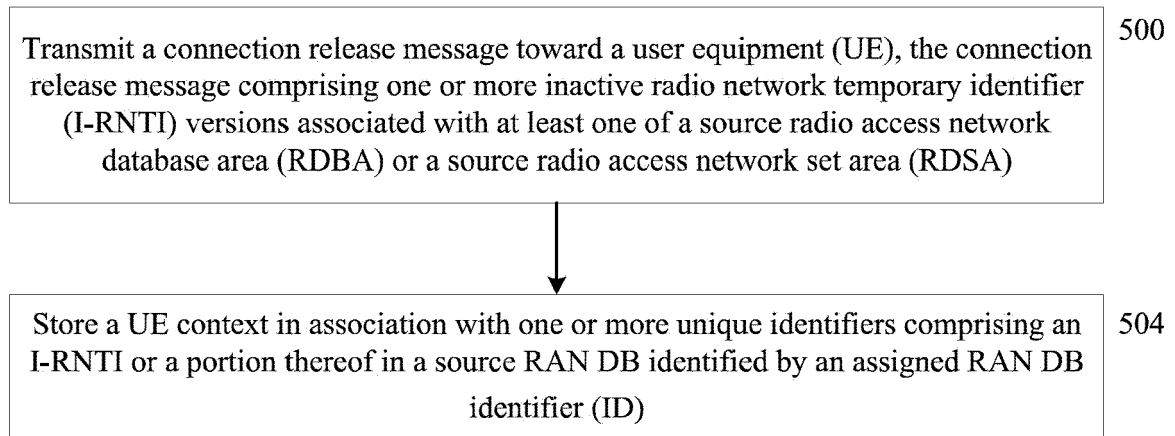 500
Transmit a connection release message toward a user equipment (UE), the connection
release message comprising one or more inactive radio network temporary identifier
(I-RNTI) versions associated with at least one of a source radio access network
database area (RDBA) or a source radio access network set area (RDSA)
504
Store a UE context in association with one or more unique identifiers comprising an
I-RNTI or a portion thereof in a source RAN DB identified by an assigned RAN DB
identifier (ID)